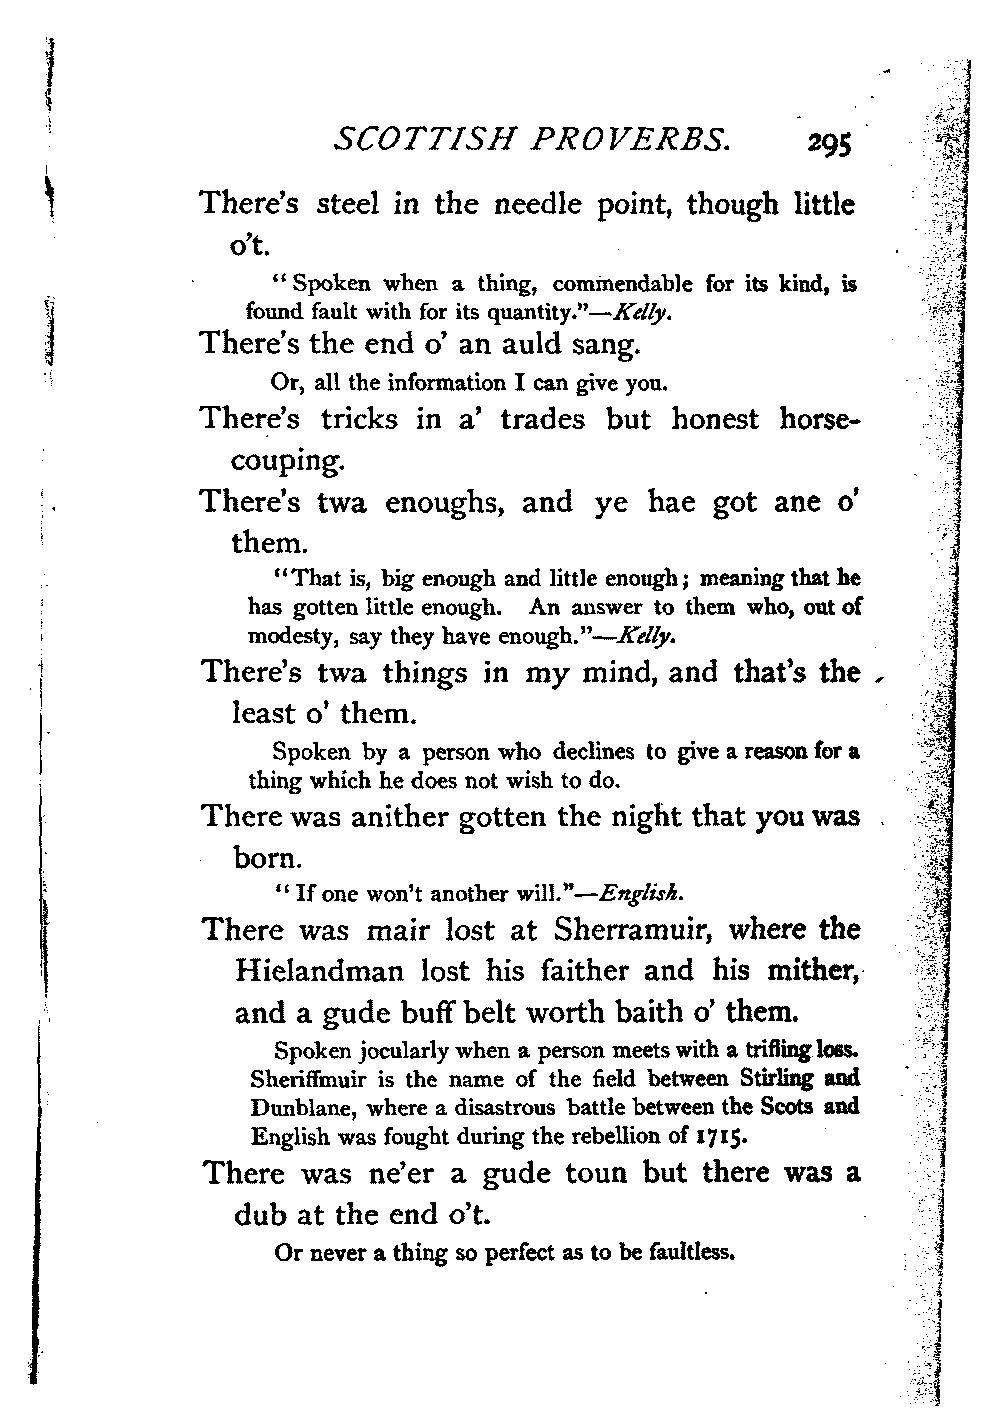 SCOTTISH PROVERBS. 295
There's steel in the needle point, though little
o't.
"Spoken when a thing, commendable for its kind, is
found fault with for its quantity."—Kelly.
There's the end o' an auld sang.
Or, all the information I can give you.
There's tricks in a' trades but honest horse-
couping.
There's twa enoughs, and ye hae got ane o'
them.
"That is, big enough and little enough; meaning that he
has gotten little enough. An answer to them who, out of
modesty, say they have enough."—Kelly.
There's twa things in my mind, and that's the
least o' them.
Spoken by a person who declines to give a reason for a
thing which he does not wish to do.
There was anither gotten the night that you was
born.
"If one won't another will."—English.
There was mair lost at Sherramuir, where the
Hielandman lost his faither and his mither,
and a gude buff belt worth baith o' them.
Spoken jocularly when a person meets with a trifling loss.
Sheriffmuir is the name of the field between Stirling and
Dunblane, where a disastrous battle between the Scots and
English was fought during the rebellion of 1715.
There was ne'er a gude toun but there was a
dub at the end o't.
Or never a thing so perfect as to be faultless.